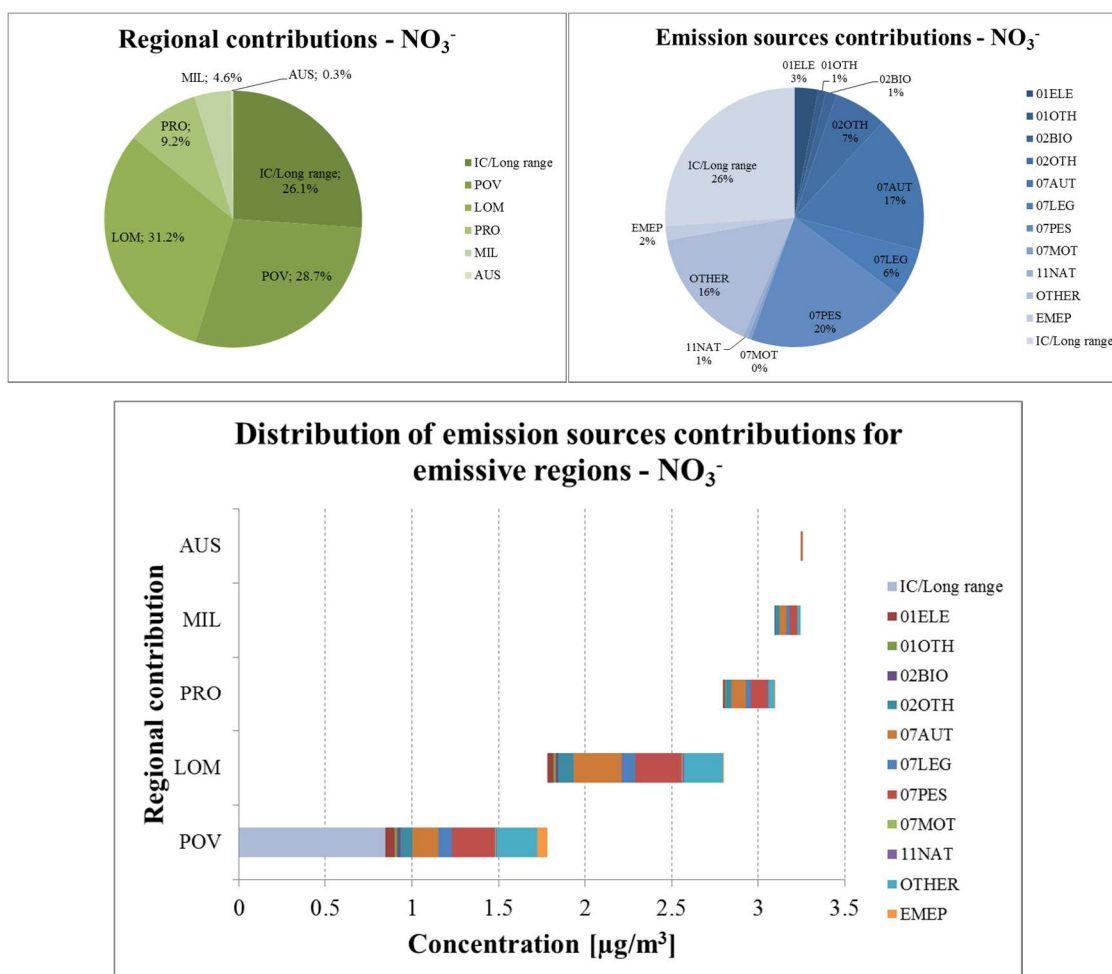 Regional contributions - NO₃⁻
MIL; 4.6%
AUS; 0.3%
PRO;
9.2%
IC/Long range;
26.1%
LOM; 31.2%
POV; 28.7%
IC/Long range
POV
LOM
PRO
MIL
AUS
Emission sources contributions - NO₃⁻
01ELE
3%
01OTH
1%
02BIO
1%
02OTH
7%
07AUT
17%
07LEG
6%
07PES
20%
07MOT
0%
11NAT
1%
OTHER
16%
EMEP
2%
IC/Long range
26%
01ELE
01OTH
02BIO
02OTH
07AUT
07LEG
07PES
07MOT
11NAT
OTHER
EMEP
IC/Long range
Distribution of emission sources contributions for
emissive regions - NO₃⁻
Regional contribution
AUS
MIL
PRO
LOM
POV
0 0.5 1 1.5 2 2.5 3 3.5
Concentration [µg/m³]
IC/Long range
01ELE
01OTH
02BIO
02OTH
07AUT
07LEG
07PES
07MOT
11NAT
OTHER
EMEP